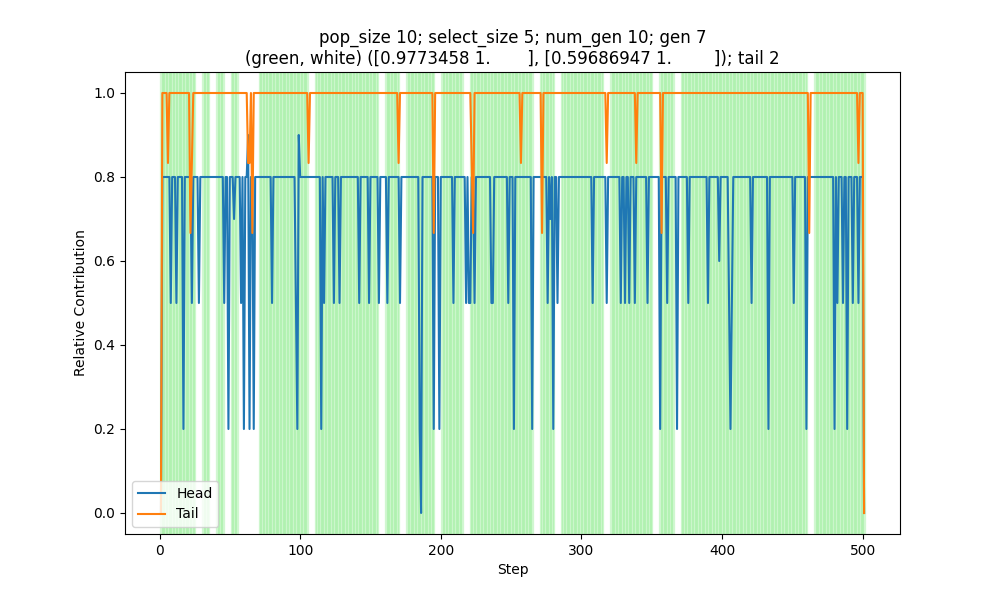 pop_size 10; select_size 5; num_gen 10; gen 7
(green, white) ([0.9773458 1.        ], [0.59686947 1.         ]); tail 2
1.0
0.8
0.6
0.4
0.2
0.0
Relative Contribution
Head
Tail
0 100 200 300 400 500
Step